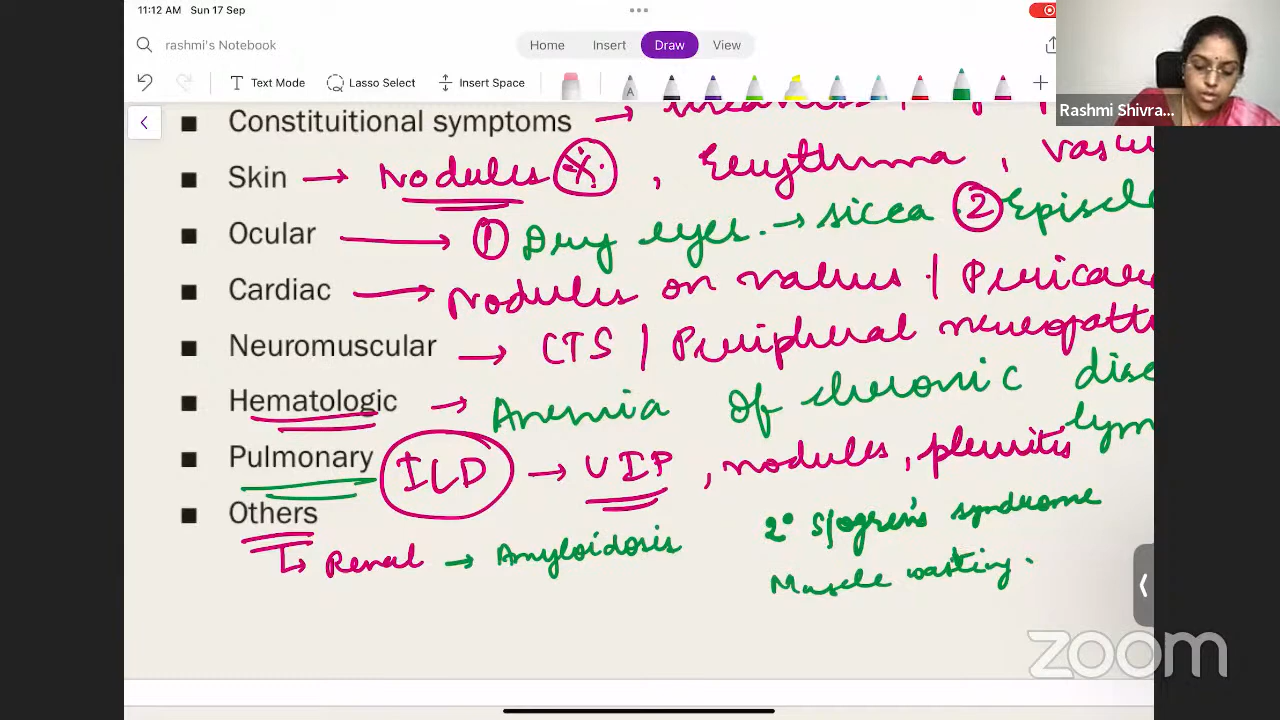 11:12 AM Sun 17 Sep
rashmi's Notebook
Home Insert Draw View
Text Mode Lasso Select Insert Space
Rashmi Shivra...
Constituitional symptoms →
Skin → Nodules , Erythma , vascu
Ocular → 1 Dry eyes. → sicca . 2 Episcle
Cardiac → Nodules on valves | Pericar
Neuromuscular → CTS | Peripheral neuropath
Hematologic → Anemia of chronic dise
lym
Pulmonary ILD → UIP , nodules , pleuritis
Others
↳ Renal → Amyloidosis
2° Sjogren's syndrome
Muscle wasting.
zoom